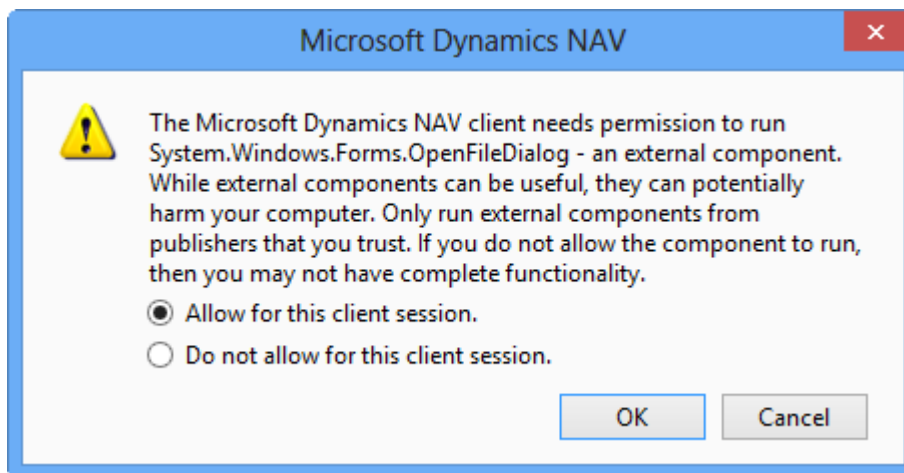 Microsoft Dynamics NAV
The Microsoft Dynamics NAV client needs permission to run
System.Windows.Forms.OpenFileDialog - an external component.
While external components can be useful, they can potentially
harm your computer. Only run external components from
publishers that you trust. If you do not allow the component to run,
then you may not have complete functionality.
Allow for this client session.
Do not allow for this client session.
OK Cancel